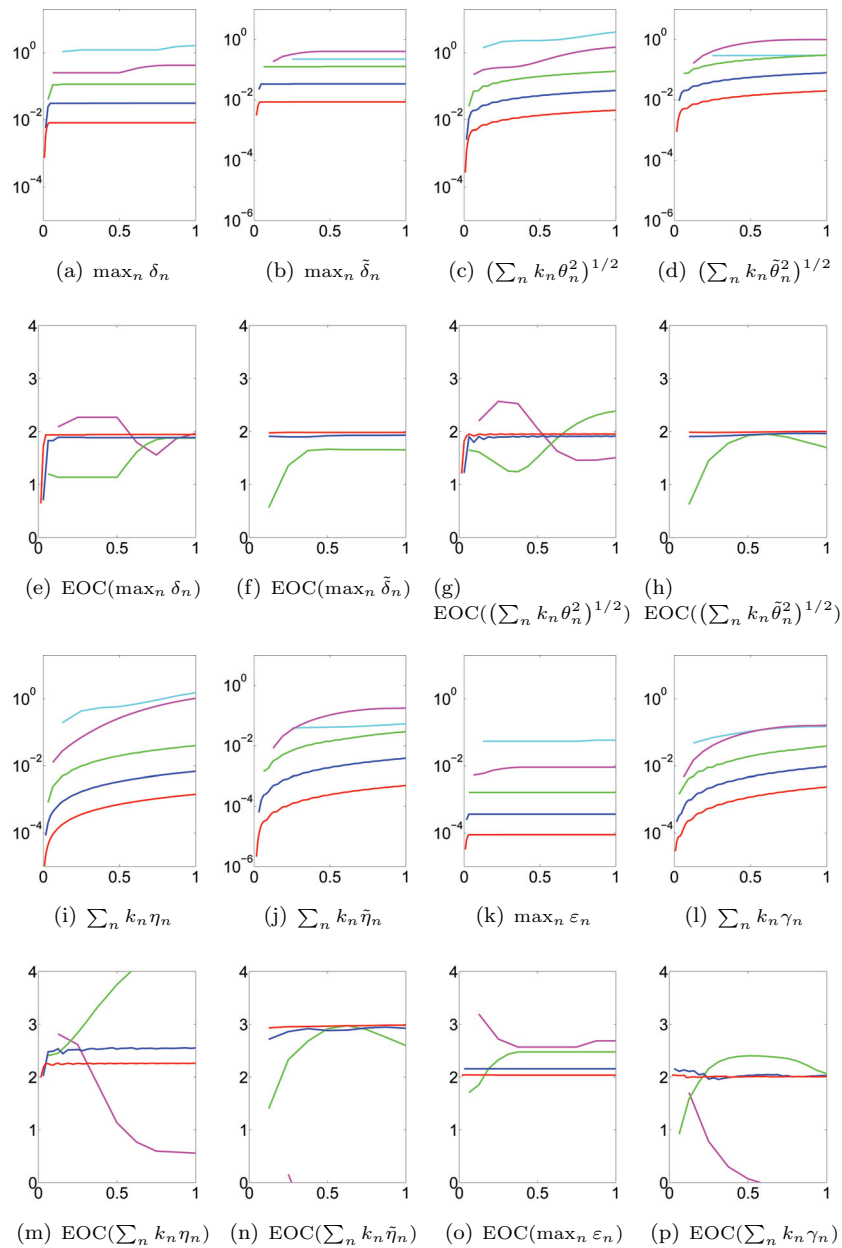 10^0
10^{-2}
10^{-4}
0 0.5 1
(a) max_n δ_n
10^0
10^{-2}
10^{-4}
10^{-6}
0 0.5 1
(b) max_n \tilde{δ}_n
10^0
10^{-2}
10^{-4}
0 0.5 1
(c) (∑_n k_n θ_n^2)^{1/2}
10^0
10^{-2}
10^{-4}
10^{-6}
0 0.5 1
(d) (∑_n k_n \tilde{θ}_n^2)^{1/2}
4
3
2
1
0
0 0.5 1
(e) EOC(max_n δ_n)
4
3
2
1
0
0 0.5 1
(f) EOC(max_n \tilde{δ}_n)
4
3
2
1
0
0 0.5 1
(g)
EOC((∑_n k_n θ_n^2)^{1/2})
4
3
2
1
0
0 0.5 1
(h)
EOC((∑_n k_n \tilde{θ}_n^2)^{1/2})
10^0
10^{-2}
10^{-4}
0 0.5 1
(i) ∑_n k_n η_n
10^0
10^{-2}
10^{-4}
10^{-6}
0 0.5 1
(j) ∑_n k_n \tilde{η}_n
10^0
10^{-2}
10^{-4}
0 0.5 1
(k) max_n ε_n
10^0
10^{-2}
10^{-4}
0 0.5 1
(l) ∑_n k_n γ_n
4
3
2
1
0
0 0.5 1
(m) EOC(∑_n k_n η_n)
4
3
2
1
0
0 0.5 1
(n) EOC(∑_n k_n \tilde{η}_n)
4
3
2
1
0
0 0.5 1
(o) EOC(max_n ε_n)
4
3
2
1
0
0 0.5 1
(p) EOC(∑_n k_n γ_n)